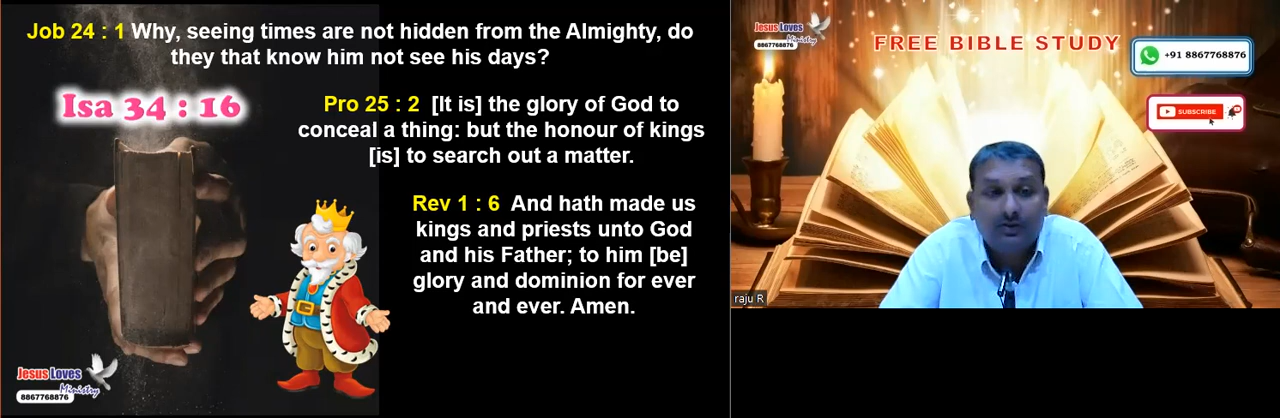 Job 24 : 1 Why, seeing times are not hidden from the Almighty, do
they that know him not see his days?
Isa 34 : 16
Pro 25 : 2 [It is] the glory of God to
conceal a thing: but the honour of kings
[is] to search out a matter.
Rev 1 : 6 And hath made us
kings and priests unto God
and his Father; to him [be]
glory and dominion for ever
and ever. Amen.
Jesus Loves
Ministry
8867768876
Jesus Loves
Ministry
8867768876
FREE BIBLE STUDY
+91 8867768876
SUBSCRIBE
raju R